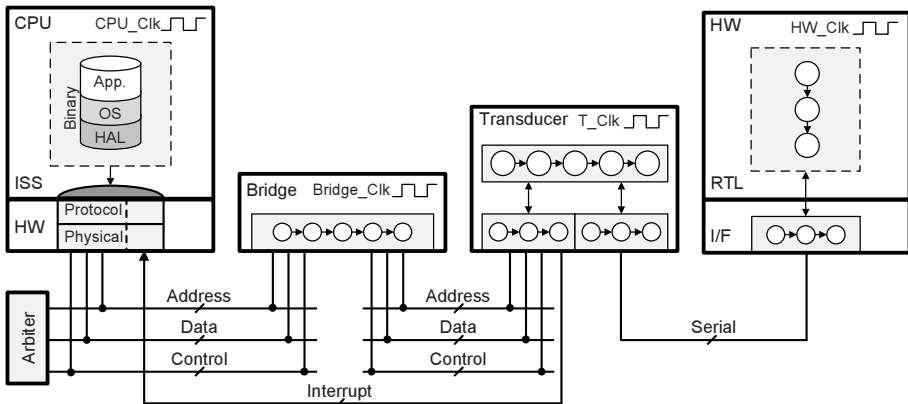 CPU
CPU_Clk
App.
OS
HAL
Binary
ISS
HW
Protocol
Physical
Bridge
Bridge_Clk
Transducer
T_Clk
HW
HW_Clk
RTL
I/F
Arbiter
Address
Data
Control
Address
Data
Control
Serial
Interrupt